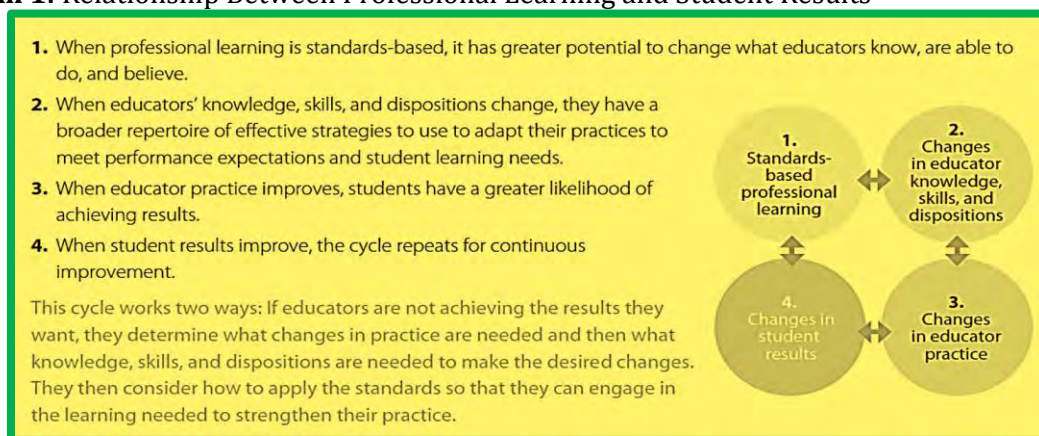 1. Relationship Between Professional Learning and Student Results
1. When professional learning is standards-based, it has greater potential to change what educators know, are able to
do, and believe.
2. When educators' knowledge, skills, and dispositions change, they have a
broader repertoire of effective strategies to use to adapt their practices to
meet performance expectations and student learning needs.
3. When educator practice improves, students have a greater likelihood of
achieving results.
4. When student results improve, the cycle repeats for continuous
improvement.
This cycle works two ways: If educators are not achieving the results they
want, they determine what changes in practice are needed and then what
knowledge, skills, and dispositions are needed to make the desired changes.
They then consider how to apply the standards so that they can engage in
the learning needed to strengthen their practice.
1.
Standards-
based
professional
learning
2.
Changes
in educator
knowledge,
skills, and
dispositions
4.
Changes in
student
results
3.
Changes
in educator
practice